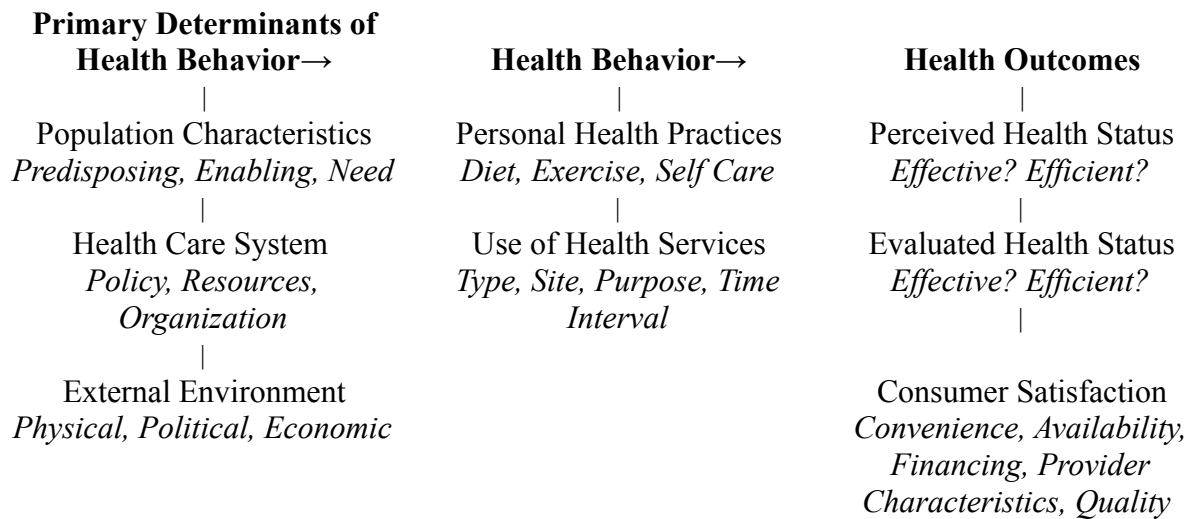 Primary Determinants of
Health Behavior→
|
Population Characteristics
Predisposing, Enabling, Need
|
Health Care System
Policy, Resources,
Organization
|
External Environment
Physical, Political, Economic
Health Behavior→
|
Personal Health Practices
Diet, Exercise, Self Care
|
Use of Health Services
Type, Site, Purpose, Time
Interval
Health Outcomes
|
Perceived Health Status
Effective? Efficient?
|
Evaluated Health Status
Effective? Efficient?
|
Consumer Satisfaction
Convenience, Availability,
Financing, Provider
Characteristics, Quality